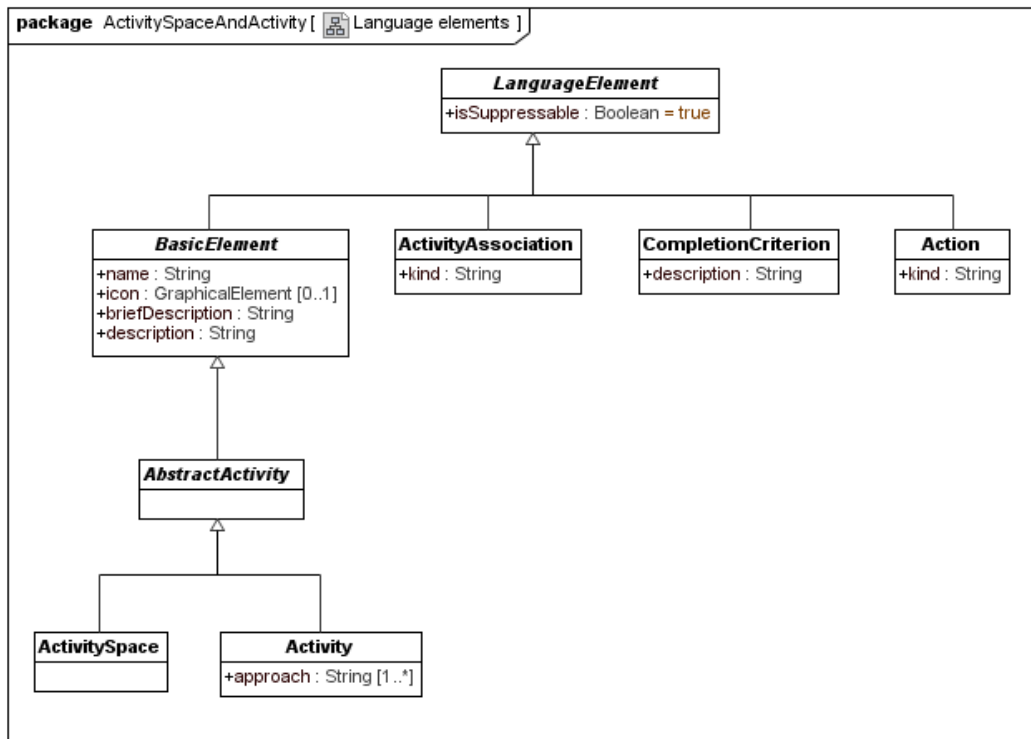 package ActivitySpaceAndActivity [ Language elements ]
LanguageElement
+isSuppressable : Boolean = true
BasicElement
+name : String
+icon : GraphicalElement [0..1]
+briefDescription : String
+description : String
ActivityAssociation
+kind : String
CompletionCriterion
+description : String
Action
+kind : String
AbstractActivity
ActivitySpace
Activity
+approach : String [1..*]